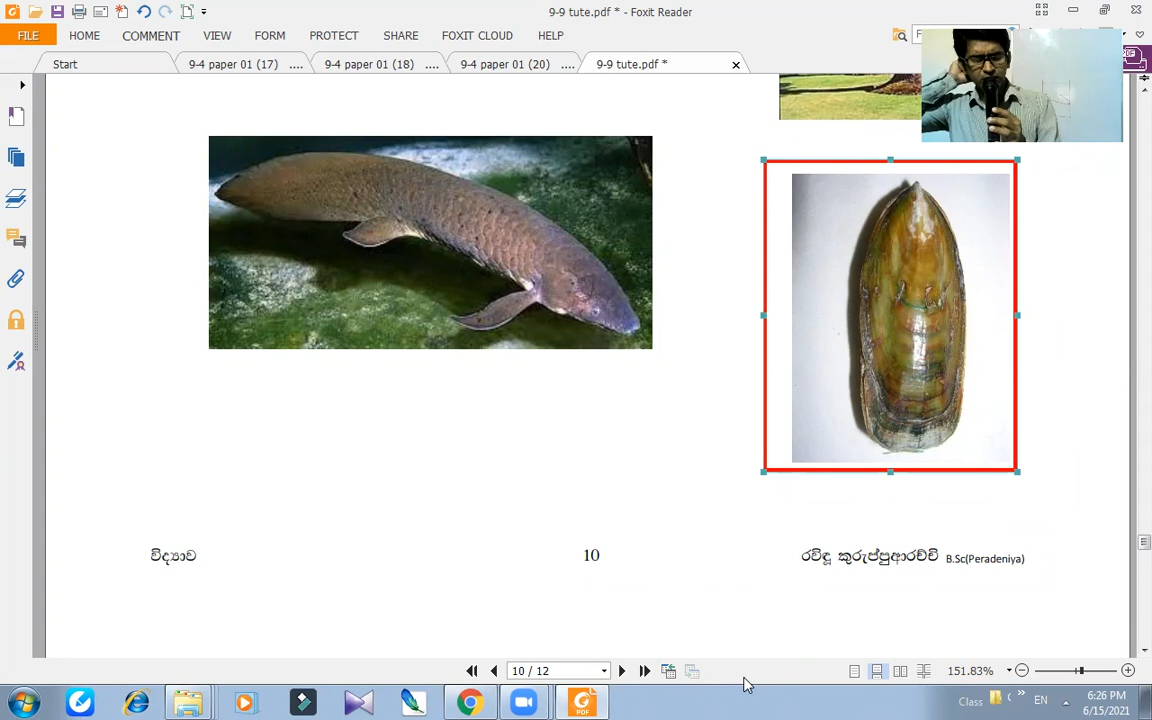 9-9 tute.pdf * - Foxit Reader
FILE HOME COMMENT VIEW FORM PROTECT SHARE FOXIT CLOUD HELP
Start 9-4 paper 01 (17) .... 9-4 paper 01 (18) .... 9-4 paper 01 (20) .... 9-9 tute.pdf *
විද්‍යාව 10 රවිඳු කුරුප්පුආරච්චි B.Sc(Peradeniya)
10 / 12 151.83%
Class EN 6:26 PM
6/15/2021